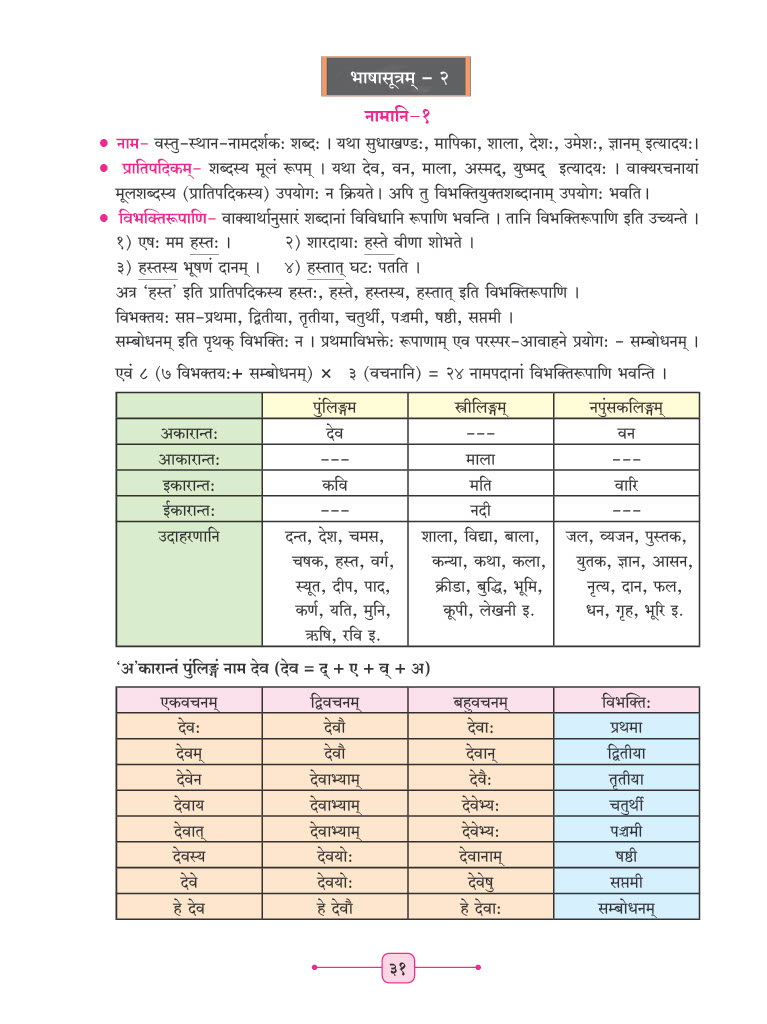 भाषासूत्रम् - २
नामानि-१
• नाम- वस्तु-स्थान-नामदर्शकः शब्दः । यथा सुधाखण्डः, मापिका, शाला, देशः, उमेशः, ज्ञानम् इत्यादयः।
• प्रातिपदिकम्- शब्दस्य मूलं रूपम् । यथा देव, वन, माला, अस्मद्, युष्मद् इत्यादयः । वाक्यरचनायां
मूलशब्दस्य (प्रातिपदिकस्य) उपयोगः न क्रियते। अपि तु विभक्तियुक्तशब्दानाम् उपयोगः भवति।
• विभक्तिरूपाणि- वाक्यार्थानुसारं शब्दानां विविधानि रूपाणि भवन्ति । तानि विभक्तिरूपाणि इति उच्यन्ते ।
१) एषः मम हस्तः । २) शारदायाः हस्ते वीणा शोभते ।
३) हस्तस्य भूषणं दानम् । ४) हस्तात् घटः पतति ।
अत्र ‘हस्त’ इति प्रातिपदिकस्य हस्तः, हस्ते, हस्तस्य, हस्तात् इति विभक्तिरूपाणि ।
विभक्तयः सप्त-प्रथमा, द्वितीया, तृतीया, चतुर्थी, पञ्चमी, षष्ठी, सप्तमी ।
सम्बोधनम् इति पृथक् विभक्तिः न । प्रथमाविभक्तेः रूपाणाम् एव परस्पर-आवाहने प्रयोगः - सम्बोधनम् ।
एवं ८ (७ विभक्तयः+ सम्बोधनम्) × ३ (वचनानि) = २४ नामपदानां विभक्तिरूपाणि भवन्ति ।
पुंलिङ्गम स्त्रीलिङ्गम् नपुंसकलिङ्गम्
अकारान्तः देव --- वन
आकारान्तः --- माला ---
इकारान्तः कवि मति वारि
ईकारान्तः --- नदी ---
उदाहरणानि दन्त, देश, चमस, शाला, विद्या, बाला, जल, व्यजन, पुस्तक,
चषक, हस्त, वर्ग, कन्या, कथा, कला, युतक, ज्ञान, आसन,
स्यूत, दीप, पाद, क्रीडा, बुद्धि, भूमि, नृत्य, दान, फल,
कर्ण, यति, मुनि, कूपी, लेखनी इ. धन, गृह, भूरि इ.
ऋषि, रवि इ.
‘अ’कारान्तं पुंलिङ्गं नाम देव (देव = द् + ए + व् + अ)
एकवचनम् द्विवचनम् बहुवचनम् विभक्तिः
देवः देवौ देवाः प्रथमा
देवम् देवौ देवान् द्वितीया
देवेन देवाभ्याम् देवैः तृतीया
देवाय देवाभ्याम् देवेभ्यः चतुर्थी
देवात् देवाभ्याम् देवेभ्यः पञ्चमी
देवस्य देवयोः देवानाम् षष्ठी
देवे देवयोः देवेषु सप्तमी
हे देव हे देवौ हे देवाः सम्बोधनम्
३१